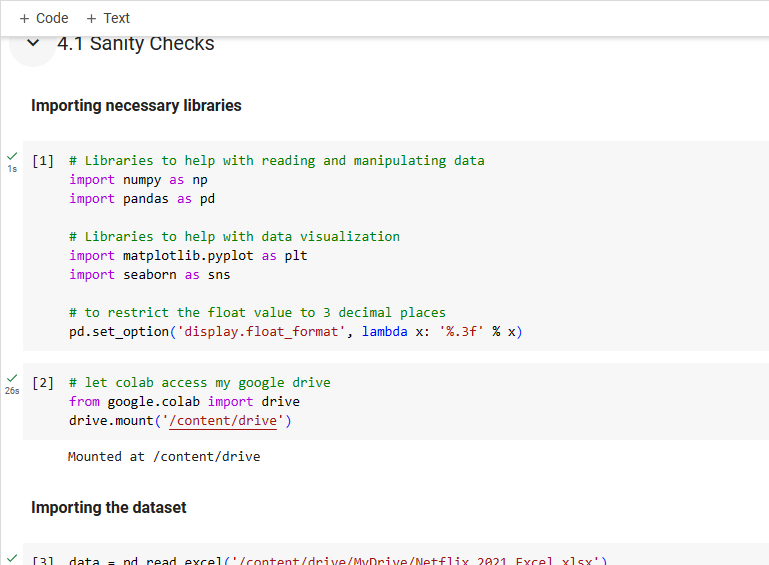 + Code + Text
4.1 Sanity Checks
Importing necessary libraries
1s
[1] # Libraries to help with reading and manipulating data
import numpy as np
import pandas as pd
# Libraries to help with data visualization
import matplotlib.pyplot as plt
import seaborn as sns
# to restrict the float value to 3 decimal places
pd.set_option('display.float_format', lambda x: '%.3f' % x)
26s
[2] # let colab access my google drive
from google.colab import drive
drive.mount('/content/drive')
Mounted at /content/drive
Importing the dataset
[3] data = pd.read_excel('/content/drive/MyDrive/Netflix_2021_Excel.xlsx')